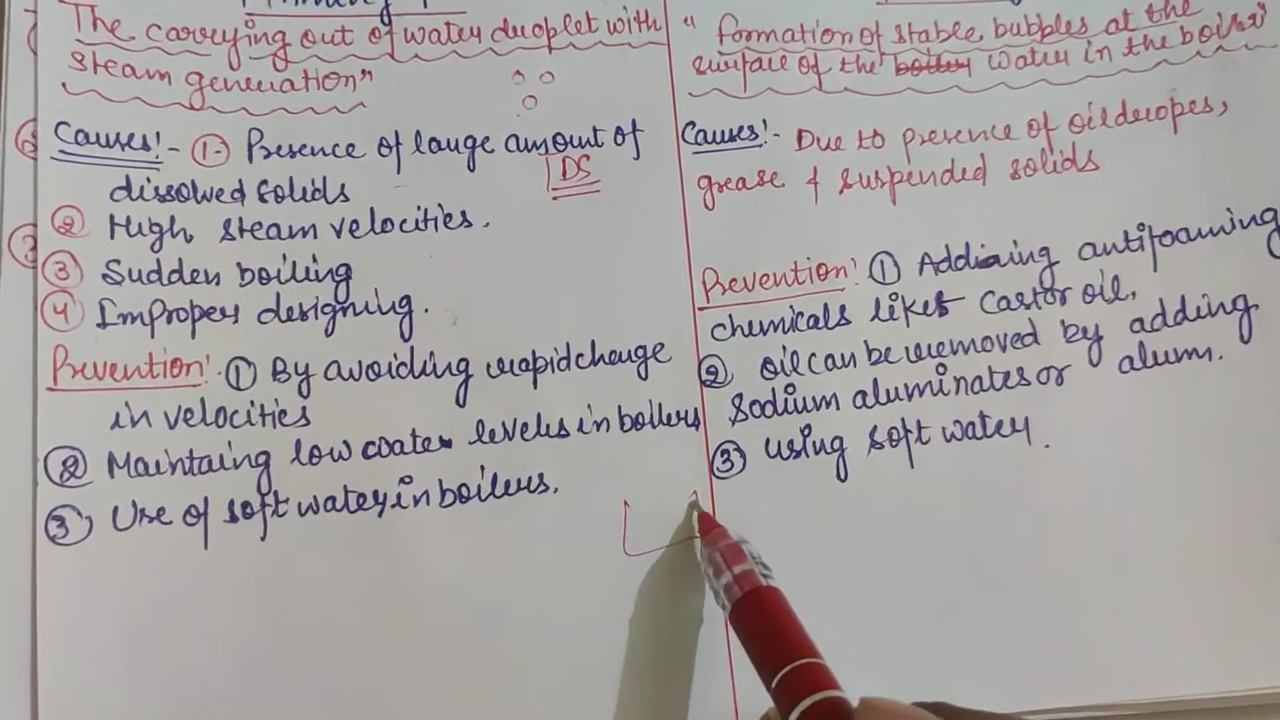 The carrying out of water droplet with
steam generation"
Causes:- ① Presence of large amount of
dissolved solids
DS
② High steam velocities.
③ Sudden boiling
④ Improper designing.
Prevention: ① By avoiding rapid change
in velocities
② Maintaing low water levels in boilers
③ Use of soft water in boilers.
" formation of stable bubbles at the
surface of the water in the boiler"
Causes:- Due to presence of oil droopes,
grease & suspended solids
Prevention: ① Addining antifoaming
chemicals likes Castor oil.
② Oil can be removed by adding
Sodium aluminates or alum.
③ using soft water.